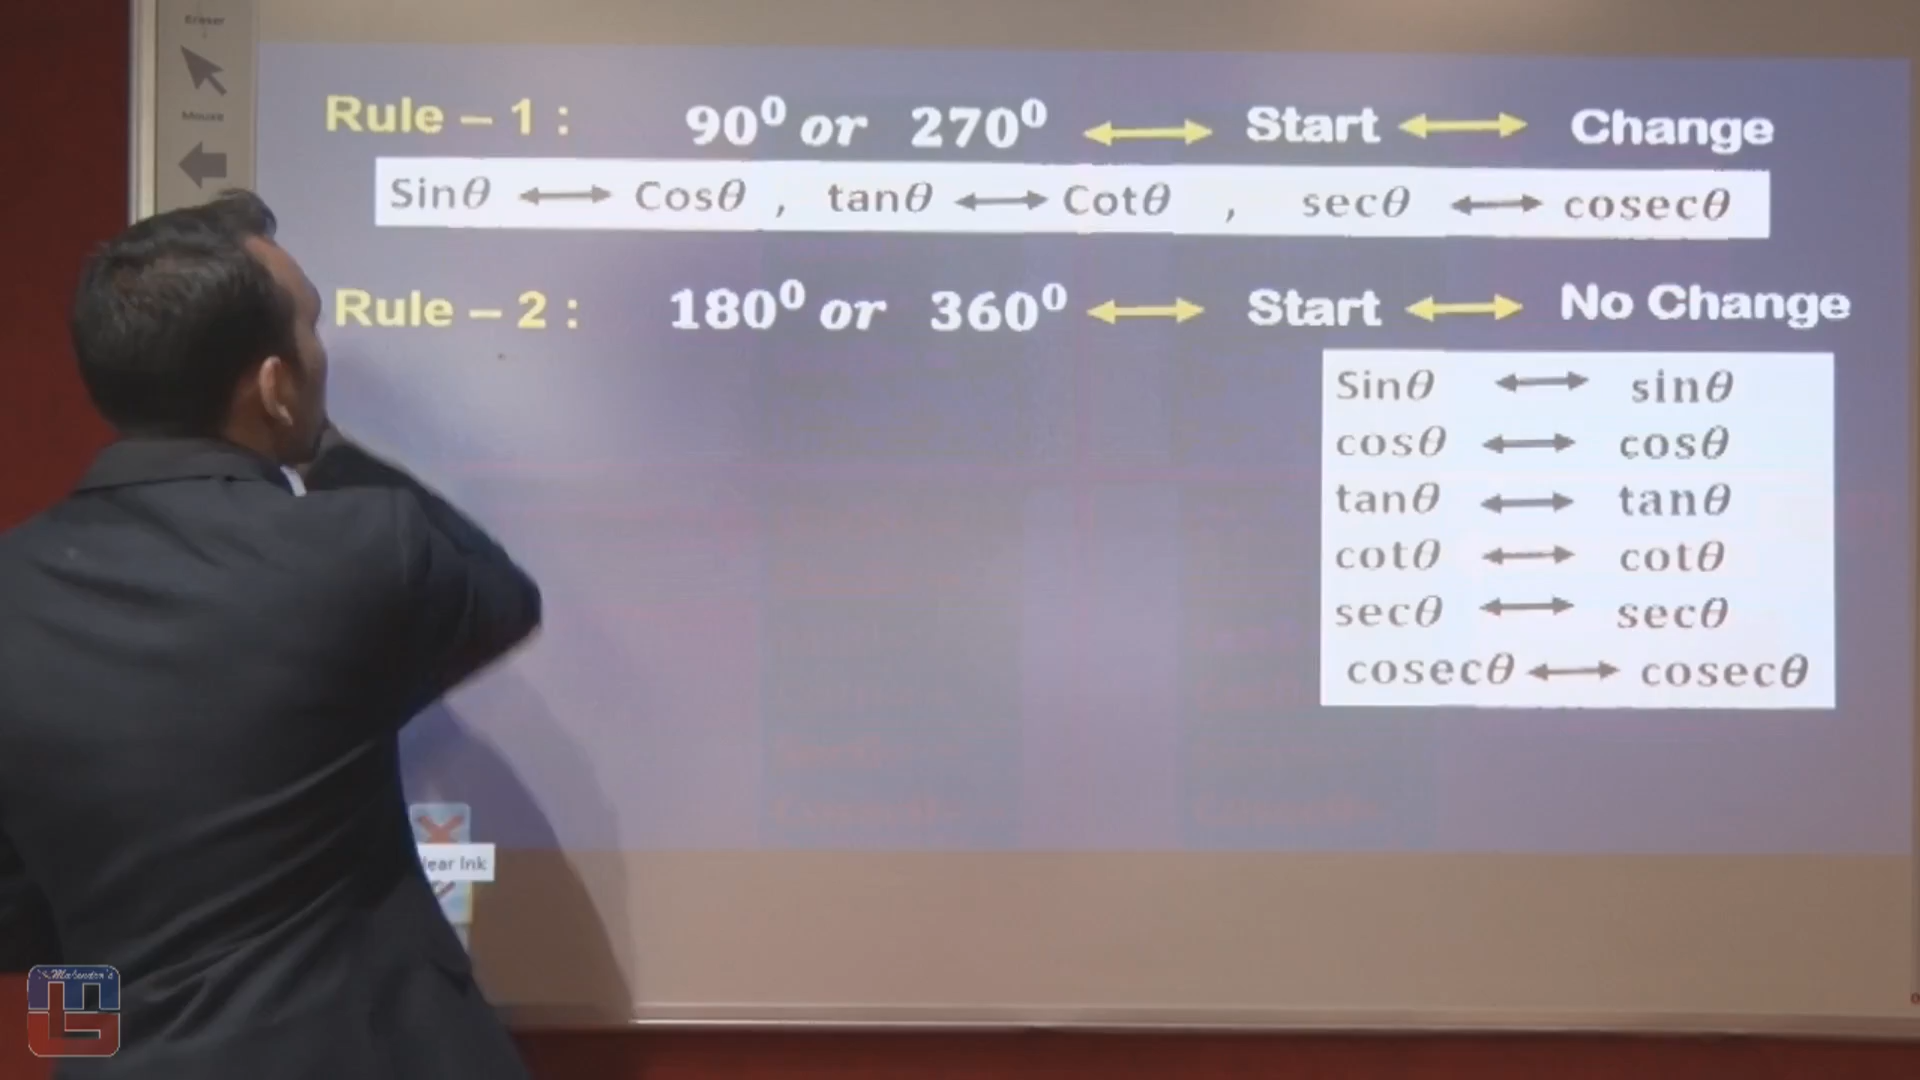 Eraser
Mouse
Rule – 1 : 90⁰ or 270⁰ ⟷ Start ⟷ Change
Sinθ ⟷ Cosθ , tanθ ⟷ Cotθ , secθ ⟷ cosecθ
Rule – 2 : 180⁰ or 360⁰ ⟷ Start ⟷ No Change
Sinθ ⟷ sinθ
cosθ ⟷ cosθ
tanθ ⟷ tanθ
cotθ ⟷ cotθ
secθ ⟷ secθ
cosecθ ⟷ cosecθ
lear Ink
Mahendra's